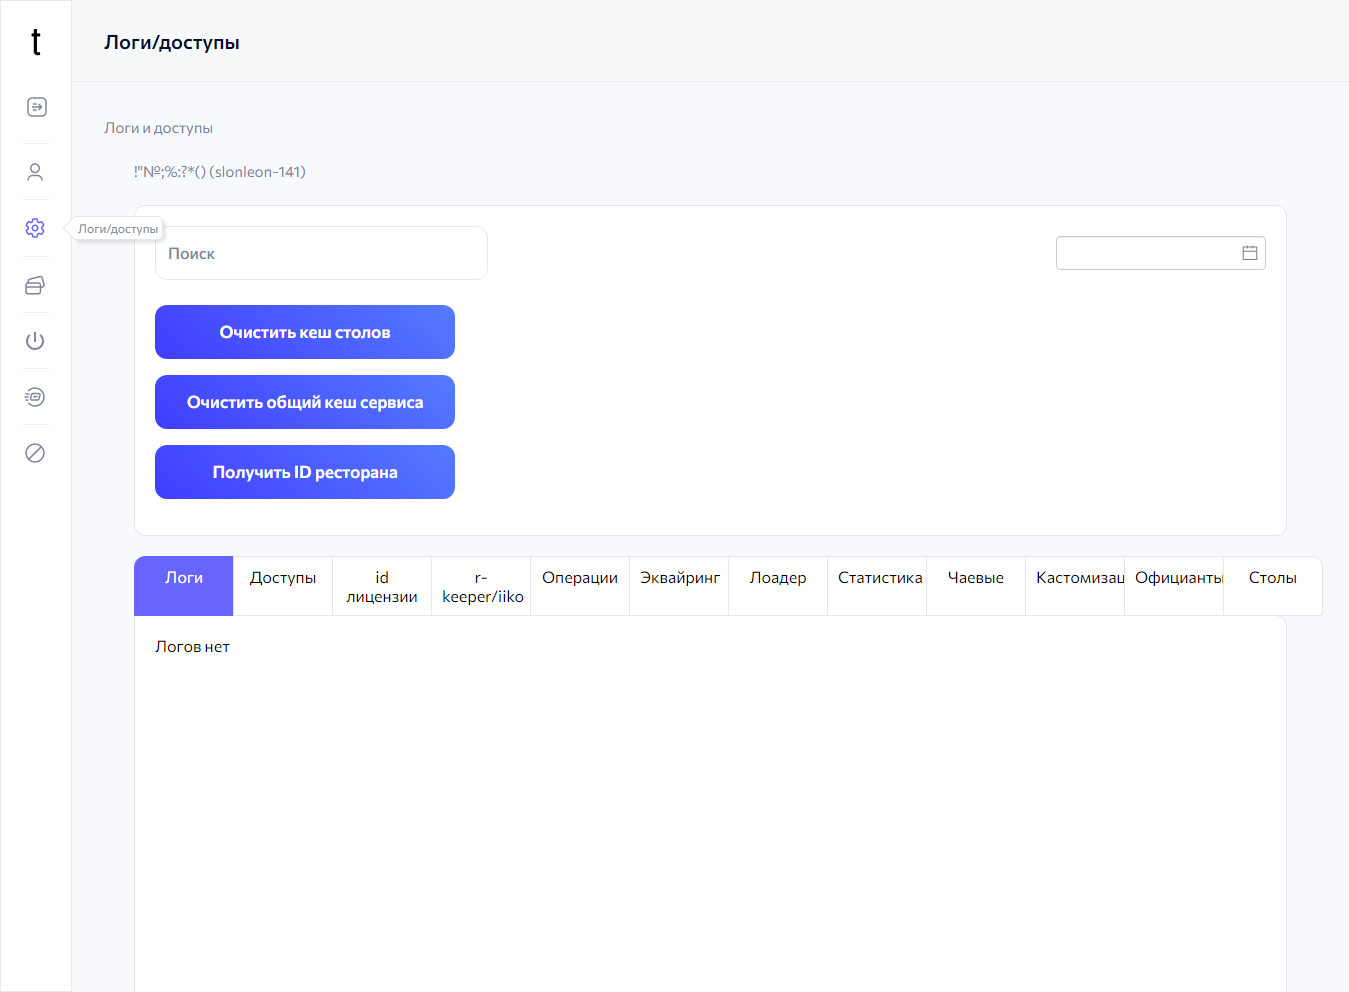 t
Логи/доступы
Логи и доступы
!"№;%:?*() (slonleon-141)
Логи/доступы
Поиск
Очистить кеш столов
Очистить общий кеш сервиса
Получить ID ресторана
Логи
Доступы
id
лицензии
r-
keeper/iiko
Операции
Эквайринг
Лоадер
Статистика
Чаевые
Кастомизац
Официанты
Столы
Логов нет